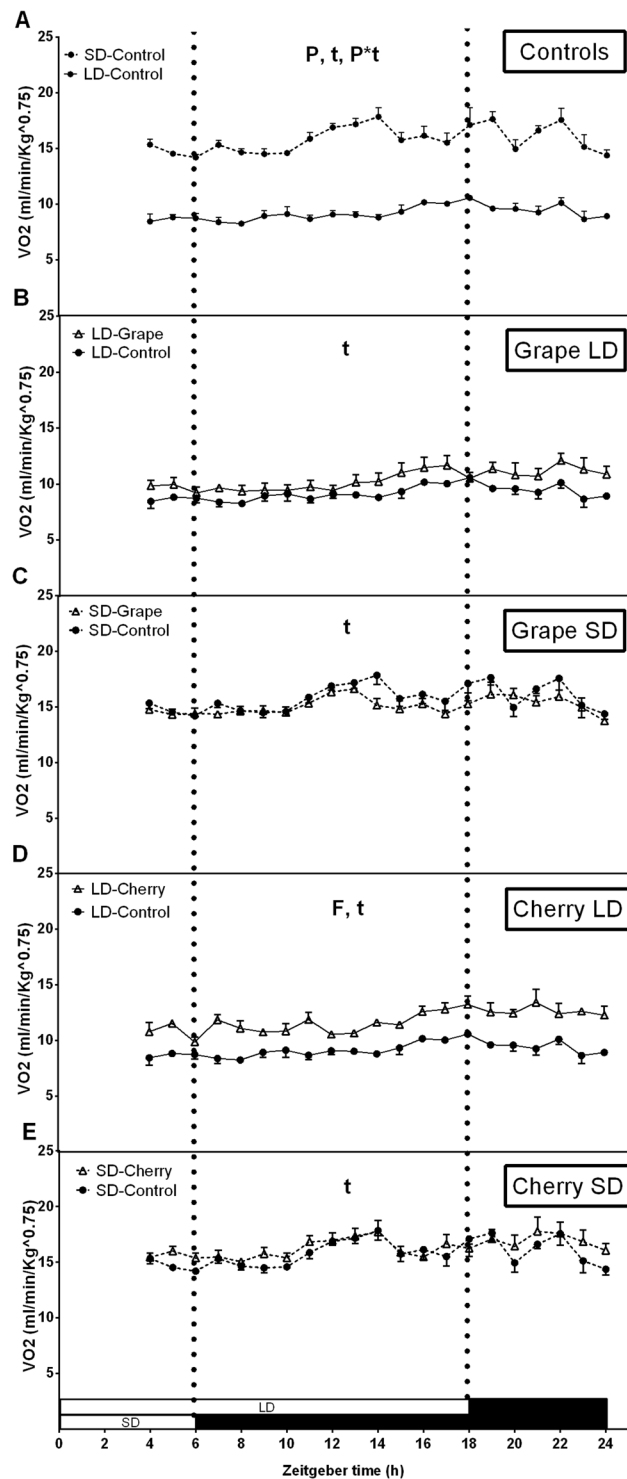 A
25
SD-Control
LD-Control
P, t, P*t
Controls
20
15
10
5
VO2 (ml/min/Kg^0.75)
B
25
LD-Grape
LD-Control
t
Grape LD
20
15
10
5
VO2 (ml/min/Kg^0.75)
C
25
SD-Grape
SD-Control
t
Grape SD
20
15
10
5
VO2 (ml/min/Kg^0.75)
D
25
LD-Cherry
LD-Control
F, t
Cherry LD
20
15
10
5
VO2 (ml/min/Kg^0.75)
E
25
SD-Cherry
SD-Control
t
Cherry SD
20
15
10
5
VO2 (ml/min/Kg^0.75)
LD
SD
0 2 4 6 8 10 12 14 16 18 20 22 24
Zeitgeber time (h)